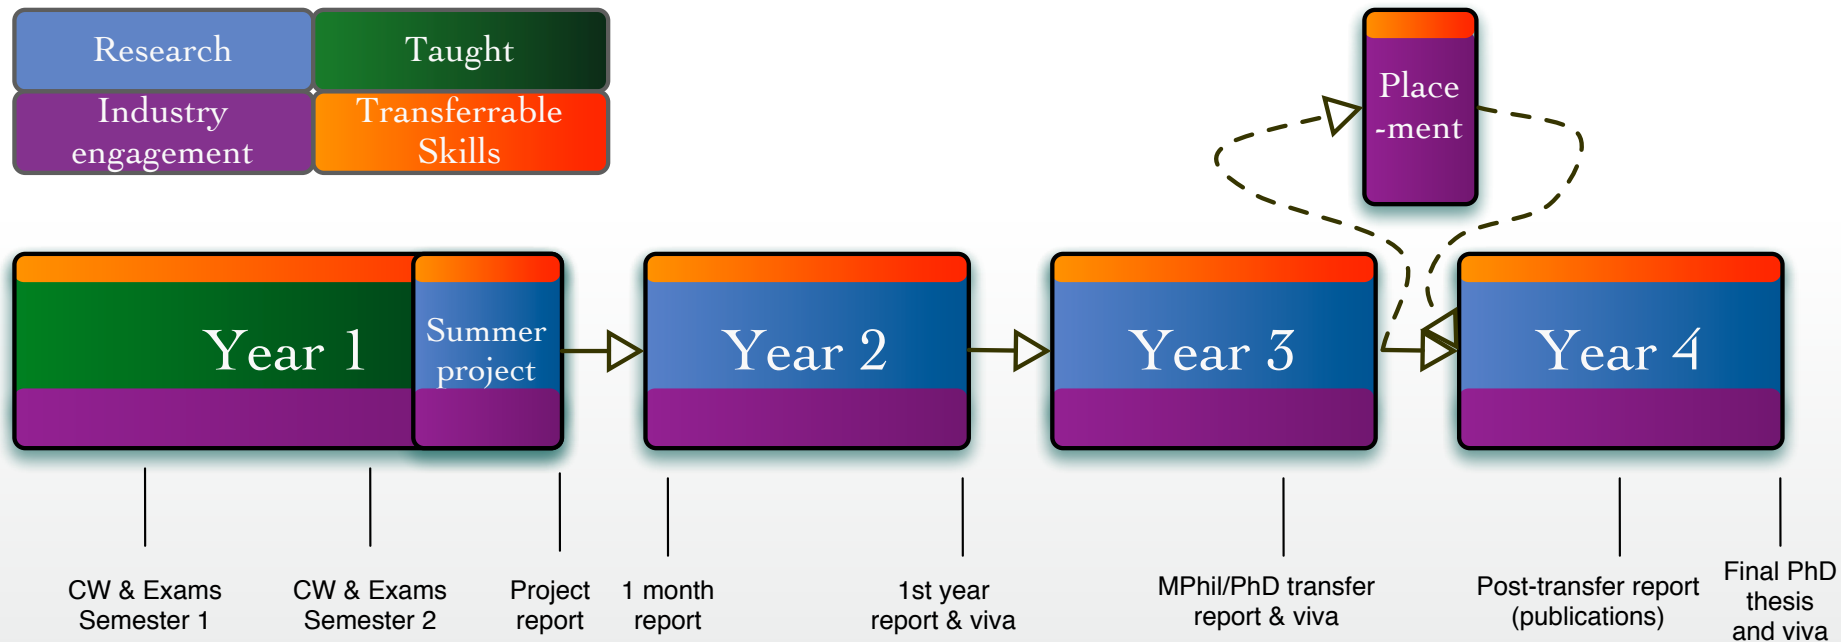 Research
Taught
Industry
engagement
Transferrable
Skills
Place
-ment
Year 1
Summer
project
Year 2
Year 3
Year 4
CW & Exams
Semester 1
CW & Exams
Semester 2
Project
report
1 month
report
1st year
report & viva
MPhil/PhD transfer
report & viva
Post-transfer report
(publications)
Final PhD
thesis
and viva